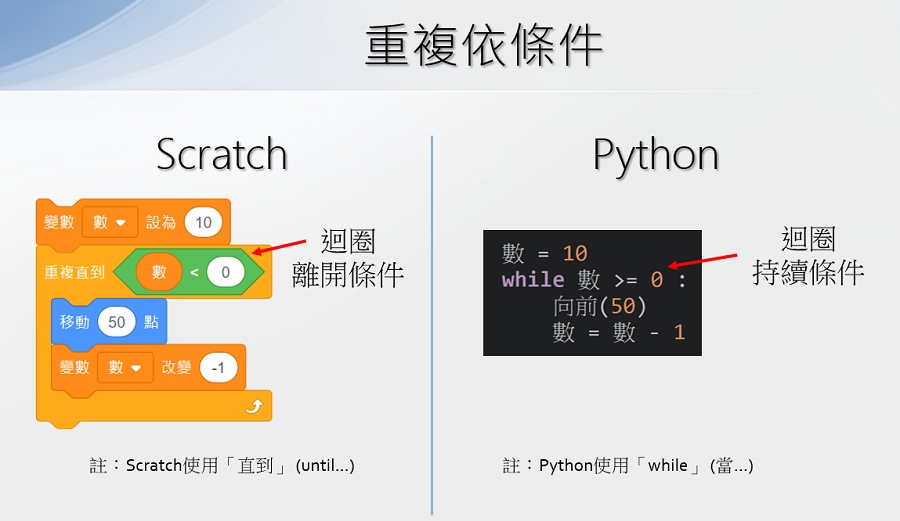 重複依條件
Scratch
變數 數 設為 10
重複直到 數 < 0
移動 50 點
變數 數 改變 -1
迴圈
離開條件
註：Scratch使用「直到」(until...)
Python
數 = 10
while 數 >= 0 :
向前(50)
數 = 數 - 1
迴圈
持續條件
註：Python使用「while」(當...)